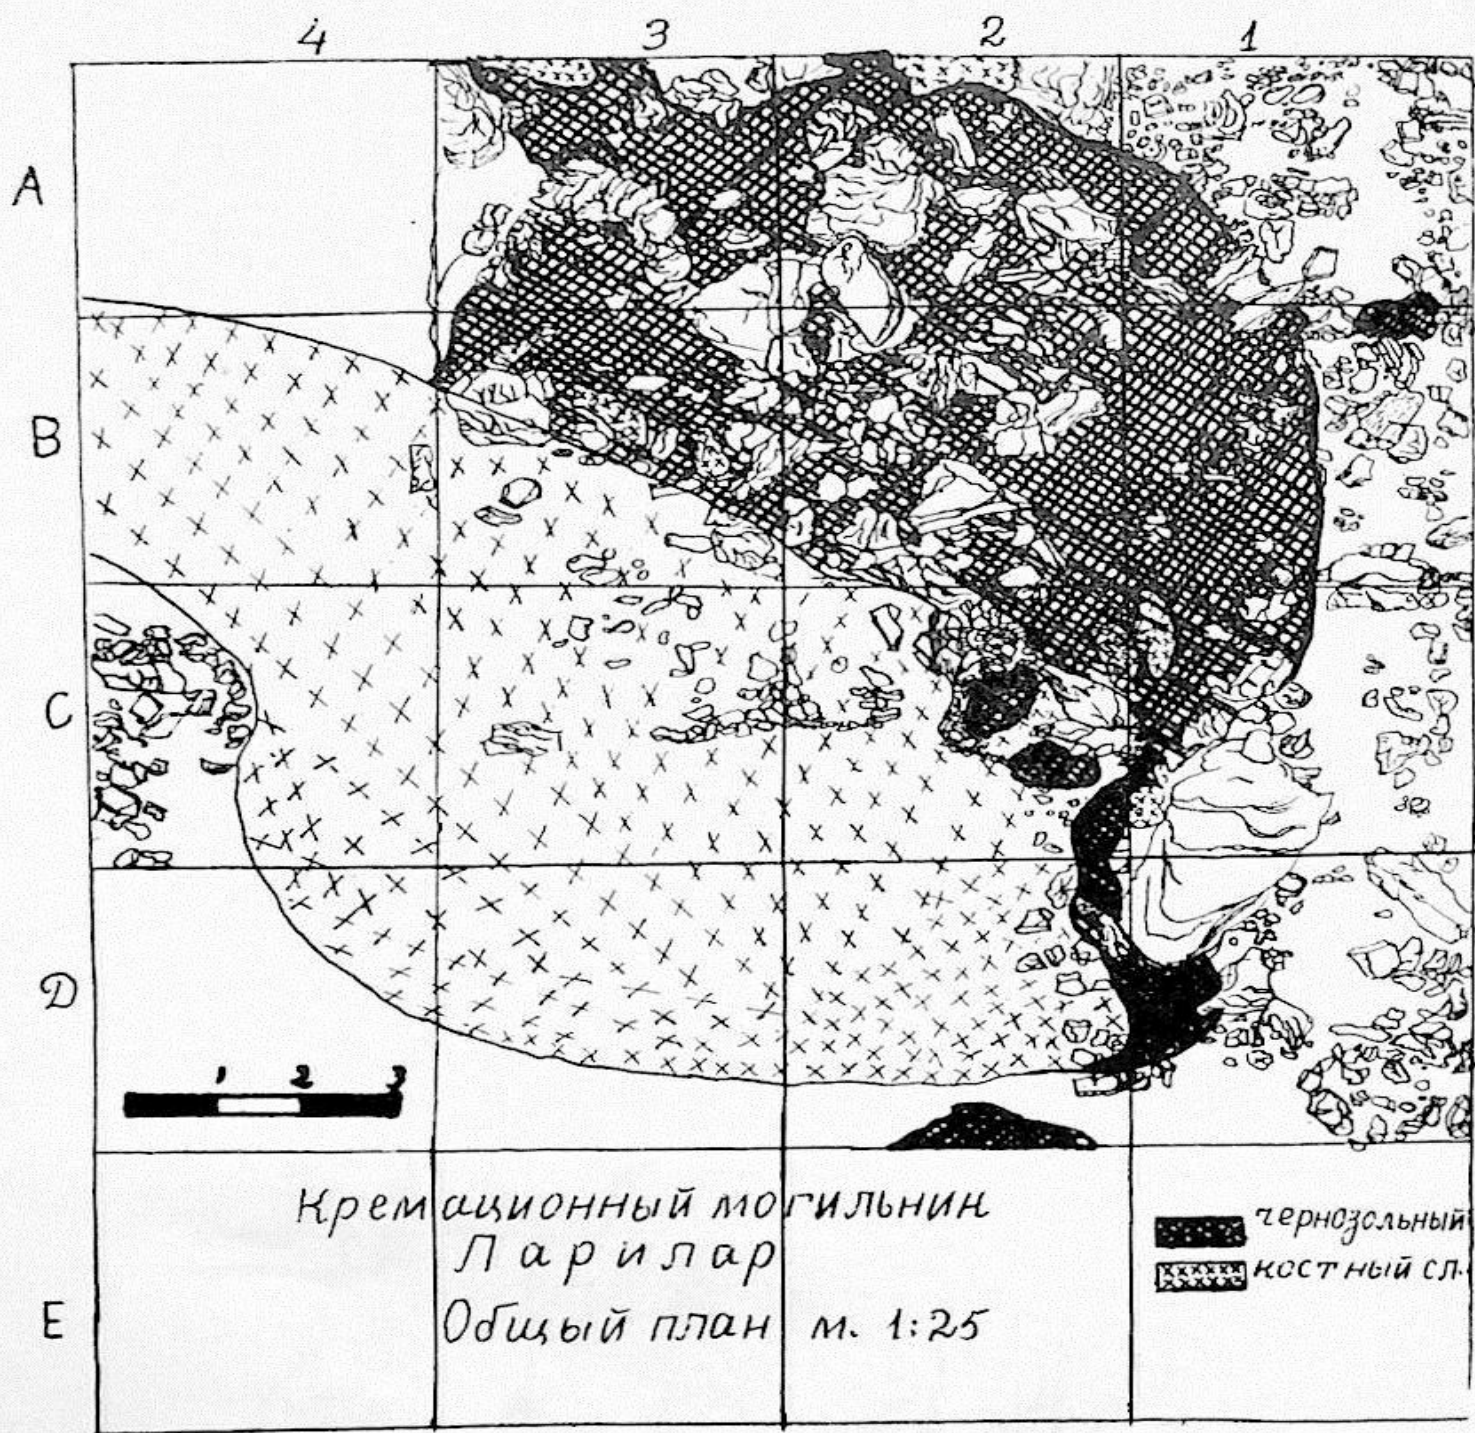 4 3 2 1
A
B
C
D
E
1 2 3
Кремационный могильник
Ларилар
Общый план м. 1:25
чернозольный
костный сл.